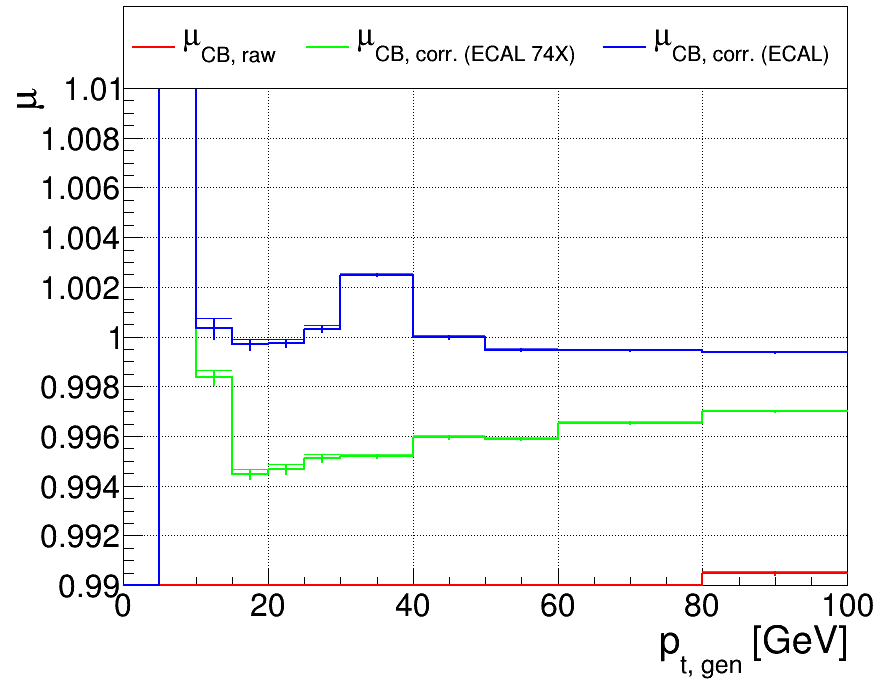 μCB, raw μCB, corr. (ECAL 74X) μCB, corr. (ECAL)
μ
1.01
1.008
1.006
1.004
1.002
1
0.998
0.996
0.994
0.992
0.99
0 20 40 60 80 100
pt, gen [GeV]